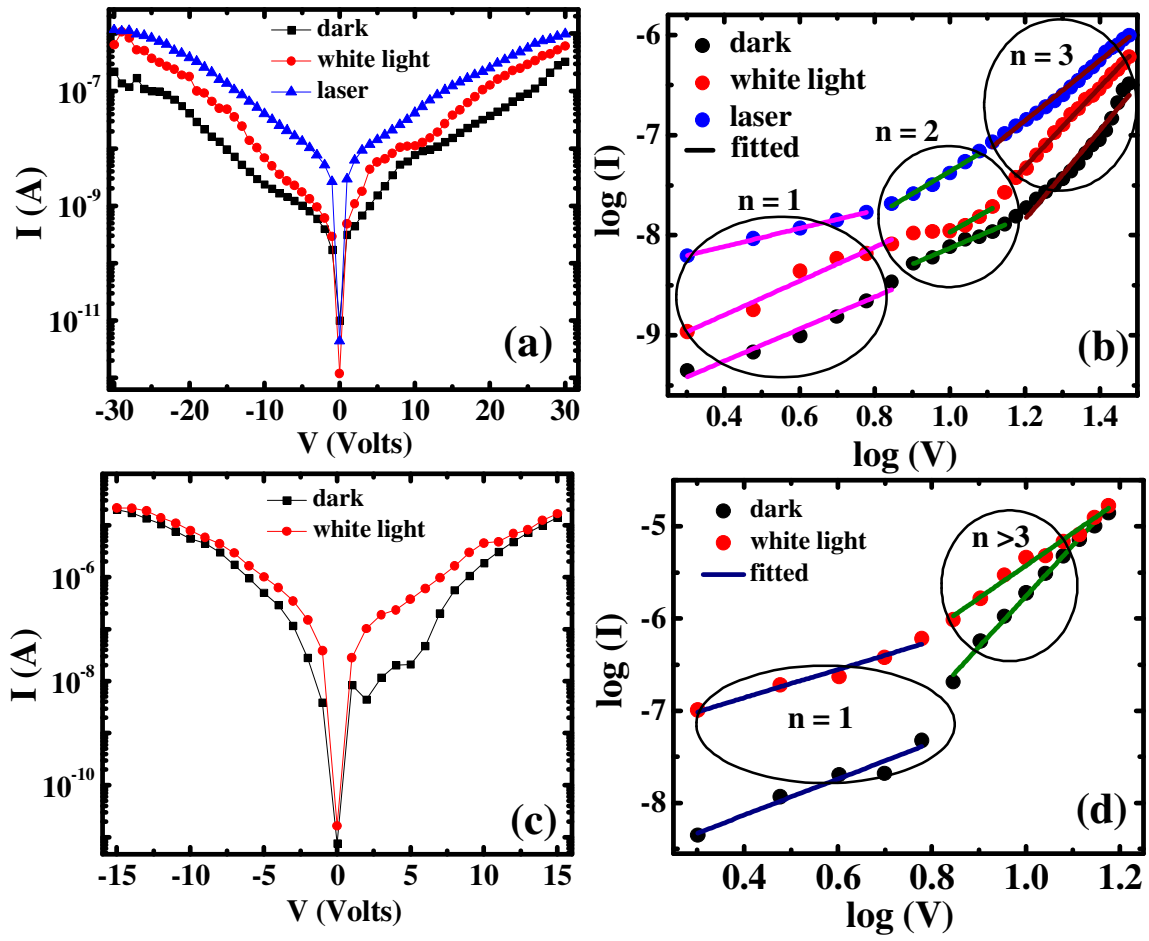 dark
white light
laser
10⁻⁷
10⁻⁹
10⁻¹¹
I (A)
-30 -20 -10 0 10 20 30
V (Volts)
(a)
dark
white light
laser
fitted
n = 1
n = 2
n = 3
-6
-7
-8
-9
log (I)
0.4 0.6 0.8 1.0 1.2 1.4
log (V)
(b)
dark
white light
10⁻⁶
10⁻⁸
10⁻¹⁰
I (A)
-15 -10 -5 0 5 10 15
V (Volts)
(c)
dark
white light
fitted
n >3
n = 1
-5
-6
-7
-8
log (I)
0.4 0.6 0.8 1.0 1.2
log (V)
(d)